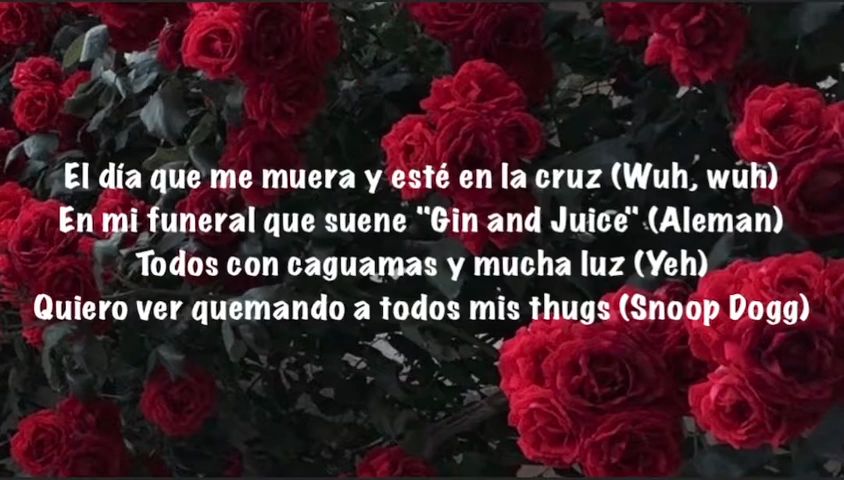 El día que me muera y esté en la cruz (Wuh, wuh)
En mi funeral que suene "Gin and Juice" (Aleman)
Todos con caguamas y mucha luz (Yeh)
Quiero ver quemando a todos mis thugs (Snoop Dogg)